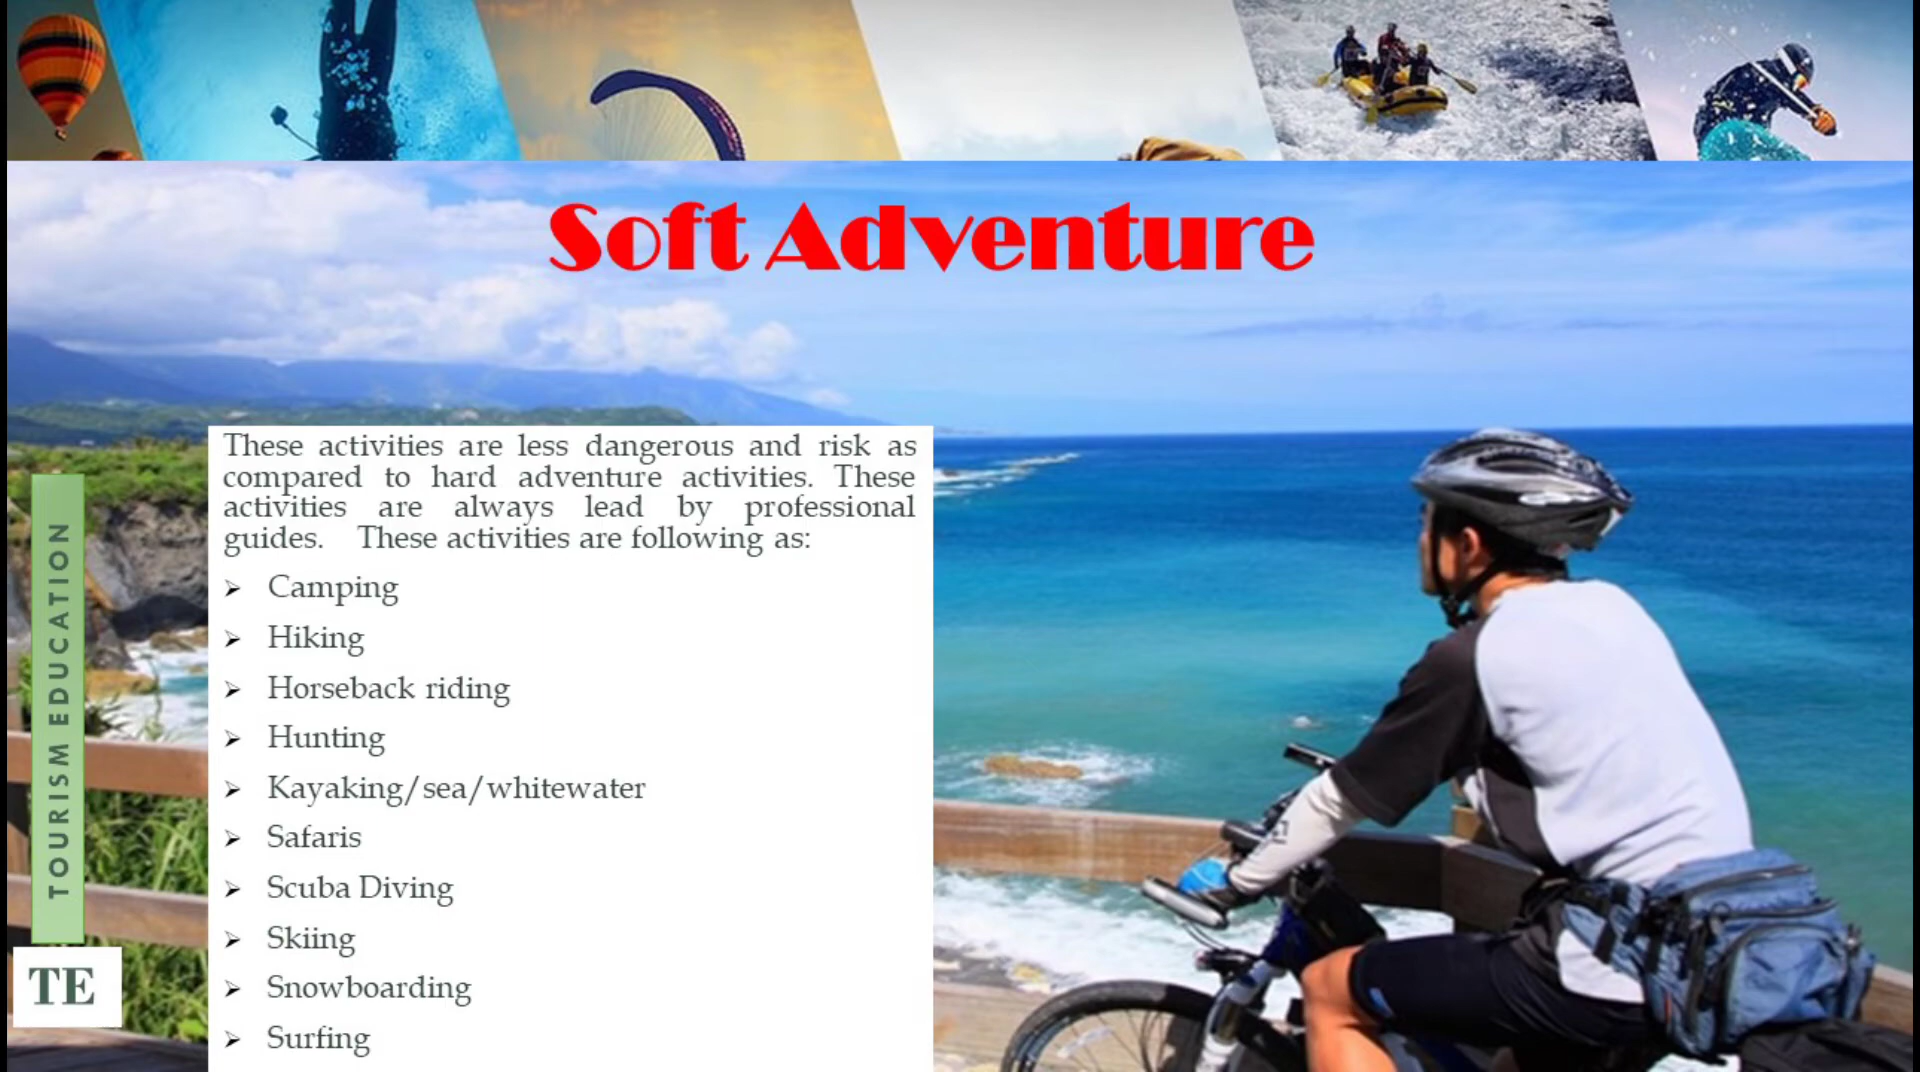 Soft Adventure
These activities are less dangerous and risk as
compared to hard adventure activities. These
activities are always lead by professional
guides. These activities are following as:
Camping
Hiking
Horseback riding
Hunting
Kayaking/sea/whitewater
Safaris
Scuba Diving
Skiing
Snowboarding
Surfing
TOURISM EDUCATION
TE